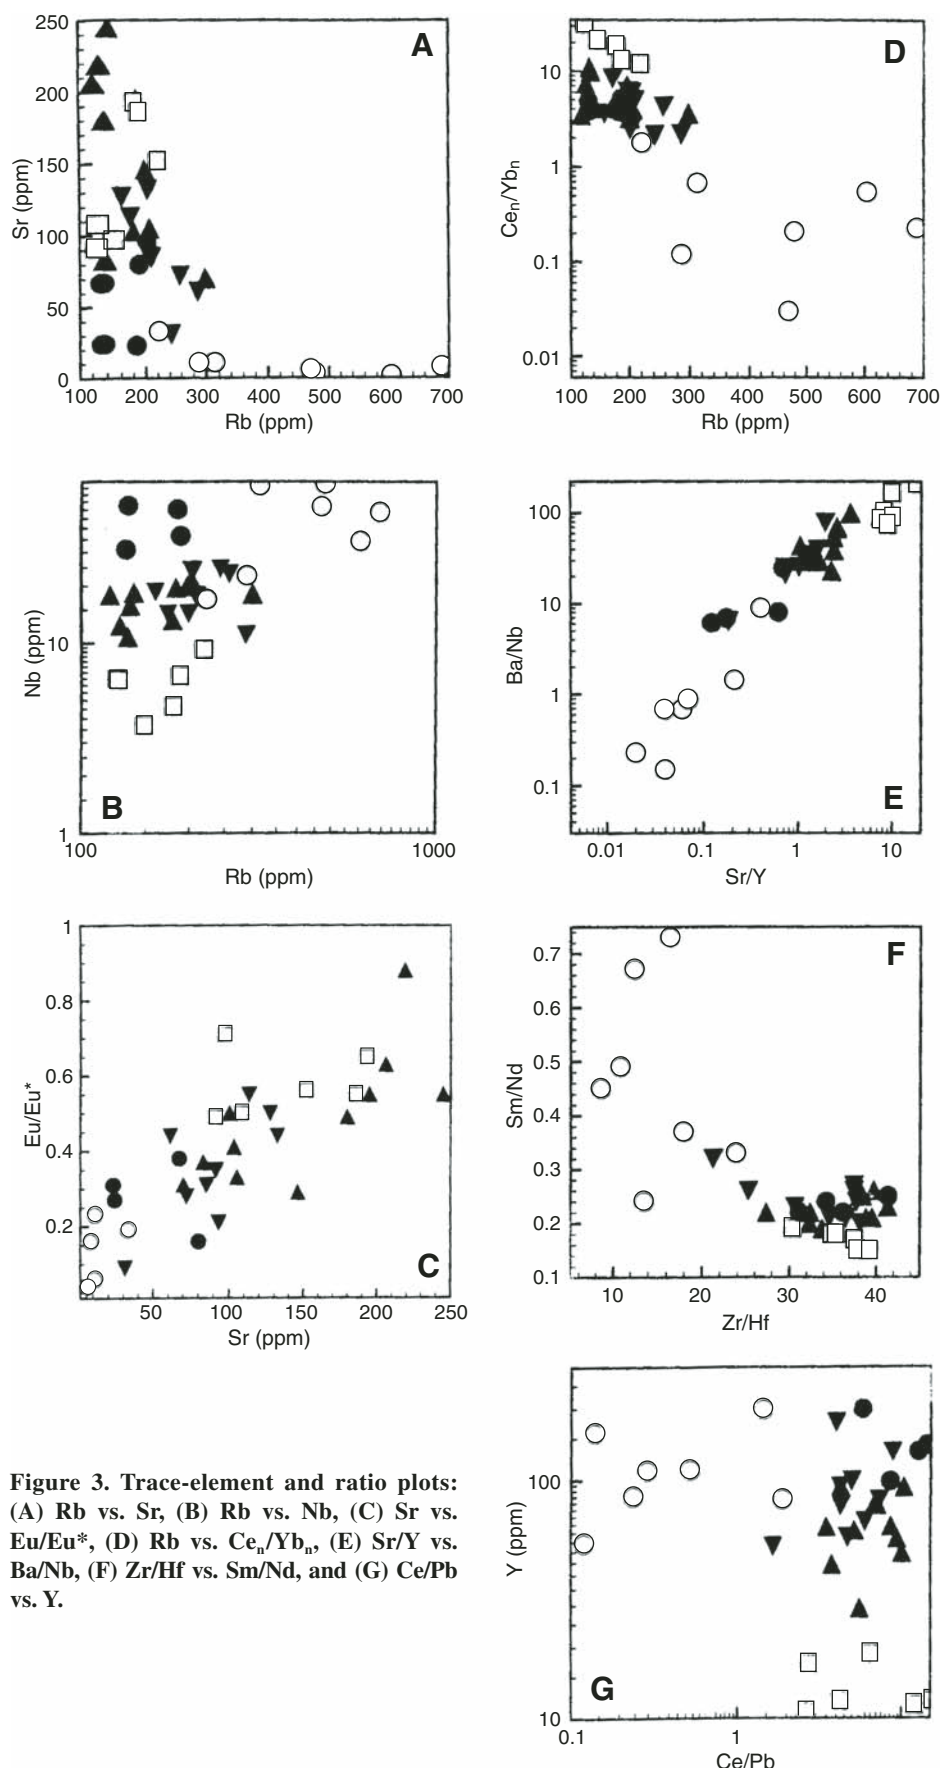 250
200
150
100
50
0
Sr (ppm)
A
100 200 300 400 500 600 700
Rb (ppm)
10
1
0.1
0.01
Ceₙ/Ybₙ
D
100 200 300 400 500 600 700
Rb (ppm)
10
1
Nb (ppm)
B
100 1000
Rb (ppm)
100
10
1
0.1
Ba/Nb
E
0.01 0.1 1 10
Sr/Y
1
0.8
0.6
0.4
0.2
Eu/Eu*
C
50 100 150 200 250
Sr (ppm)
0.7
0.6
0.5
0.4
0.3
0.2
0.1
Sm/Nd
F
10 20 30 40
Zr/Hf
100
10
Y (ppm)
G
0.1 1
Ce/Pb
Figure 3. Trace-element and ratio plots:
(A) Rb vs. Sr, (B) Rb vs. Nb, (C) Sr vs.
Eu/Eu*, (D) Rb vs. Ceₙ/Ybₙ, (E) Sr/Y vs.
Ba/Nb, (F) Zr/Hf vs. Sm/Nd, and (G) Ce/Pb
vs. Y.